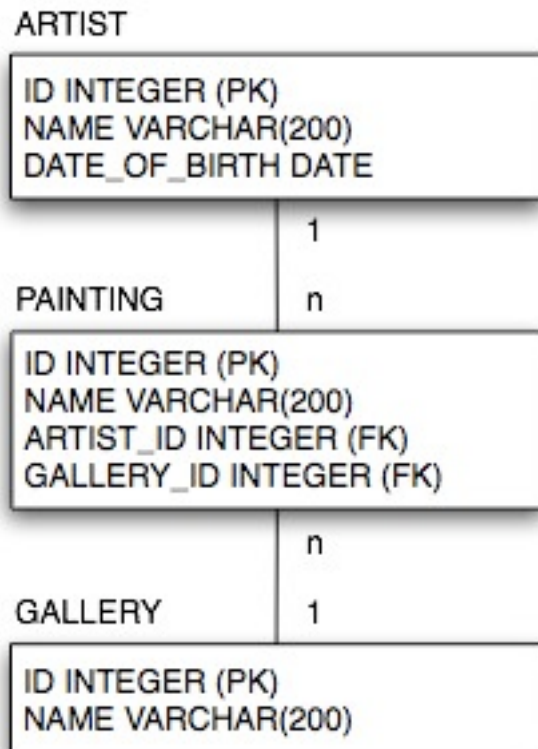 ARTIST
ID INTEGER (PK)
NAME VARCHAR(200)
DATE_OF_BIRTH DATE
1
PAINTING n
ID INTEGER (PK)
NAME VARCHAR(200)
ARTIST_ID INTEGER (FK)
GALLERY_ID INTEGER (FK)
n
GALLERY 1
ID INTEGER (PK)
NAME VARCHAR(200)